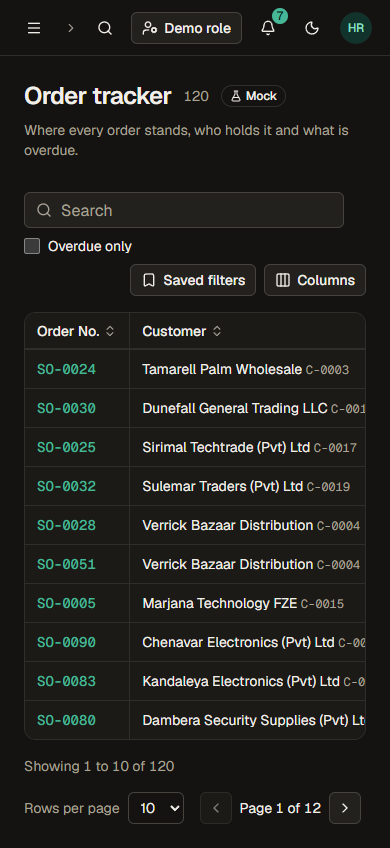 Demo role
7
HR
Order tracker 120 Mock
Where every order stands, who holds it and what is
overdue.
Search
Overdue only
Saved filters Columns
Order No. Customer
SO-0024 Tamarell Palm Wholesale C-0003
SO-0030 Dunefall General Trading LLC C-001
SO-0025 Sirimal Techtrade (Pvt) Ltd C-0017
SO-0032 Sulemar Traders (Pvt) Ltd C-0019
SO-0028 Verrick Bazaar Distribution C-0004
SO-0051 Verrick Bazaar Distribution C-0004
SO-0005 Marjana Technology FZE C-0015
SO-0090 Chenavar Electronics (Pvt) Ltd C-00
SO-0083 Kandaleya Electronics (Pvt) Ltd C-0
SO-0080 Dambera Security Supplies (Pvt) Lt
Showing 1 to 10 of 120
Rows per page 10 Page 1 of 12